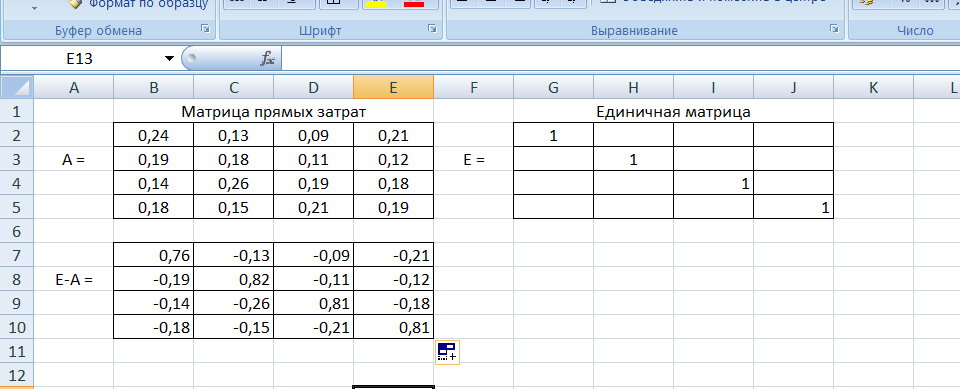 Формат по образцу
Буфер обмена Шрифт Выравнивание Число
E13 fx
A B C D E F G H I J K L
1 Матрица прямых затрат Единичная матрица
2 0,24 0,13 0,09 0,21 1
3 A = 0,19 0,18 0,11 0,12 E = 1
4 0,14 0,26 0,19 0,18 1
5 0,18 0,15 0,21 0,19 1
6
7 0,76 -0,13 -0,09 -0,21
8 E-A = -0,19 0,82 -0,11 -0,12
9 -0,14 -0,26 0,81 -0,18
10 -0,18 -0,15 -0,21 0,81
11
12